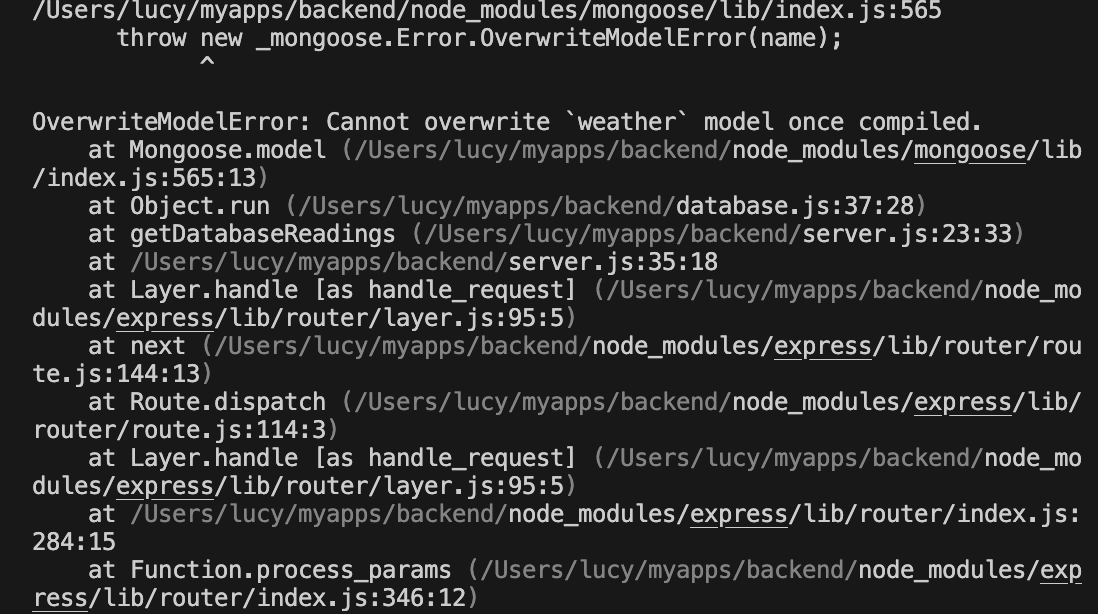 /Users/lucy/myapps/backend/node_modules/mongoose/lib/index.js:565
      throw new _mongoose.Error.OverwriteModelError(name);
            ^
OverwriteModelError: Cannot overwrite `weather` model once compiled.
    at Mongoose.model (/Users/lucy/myapps/backend/node_modules/mongoose/lib
/index.js:565:13)
    at Object.run (/Users/lucy/myapps/backend/database.js:37:28)
    at getDatabaseReadings (/Users/lucy/myapps/backend/server.js:23:33)
    at /Users/lucy/myapps/backend/server.js:35:18
    at Layer.handle [as handle_request] (/Users/lucy/myapps/backend/node_mo
dules/express/lib/router/layer.js:95:5)
    at next (/Users/lucy/myapps/backend/node_modules/express/lib/router/rou
te.js:144:13)
    at Route.dispatch (/Users/lucy/myapps/backend/node_modules/express/lib/
router/route.js:114:3)
    at Layer.handle [as handle_request] (/Users/lucy/myapps/backend/node_mo
dules/express/lib/router/layer.js:95:5)
    at /Users/lucy/myapps/backend/node_modules/express/lib/router/index.js:
284:15
    at Function.process_params (/Users/lucy/myapps/backend/node_modules/exp
ress/lib/router/index.js:346:12)